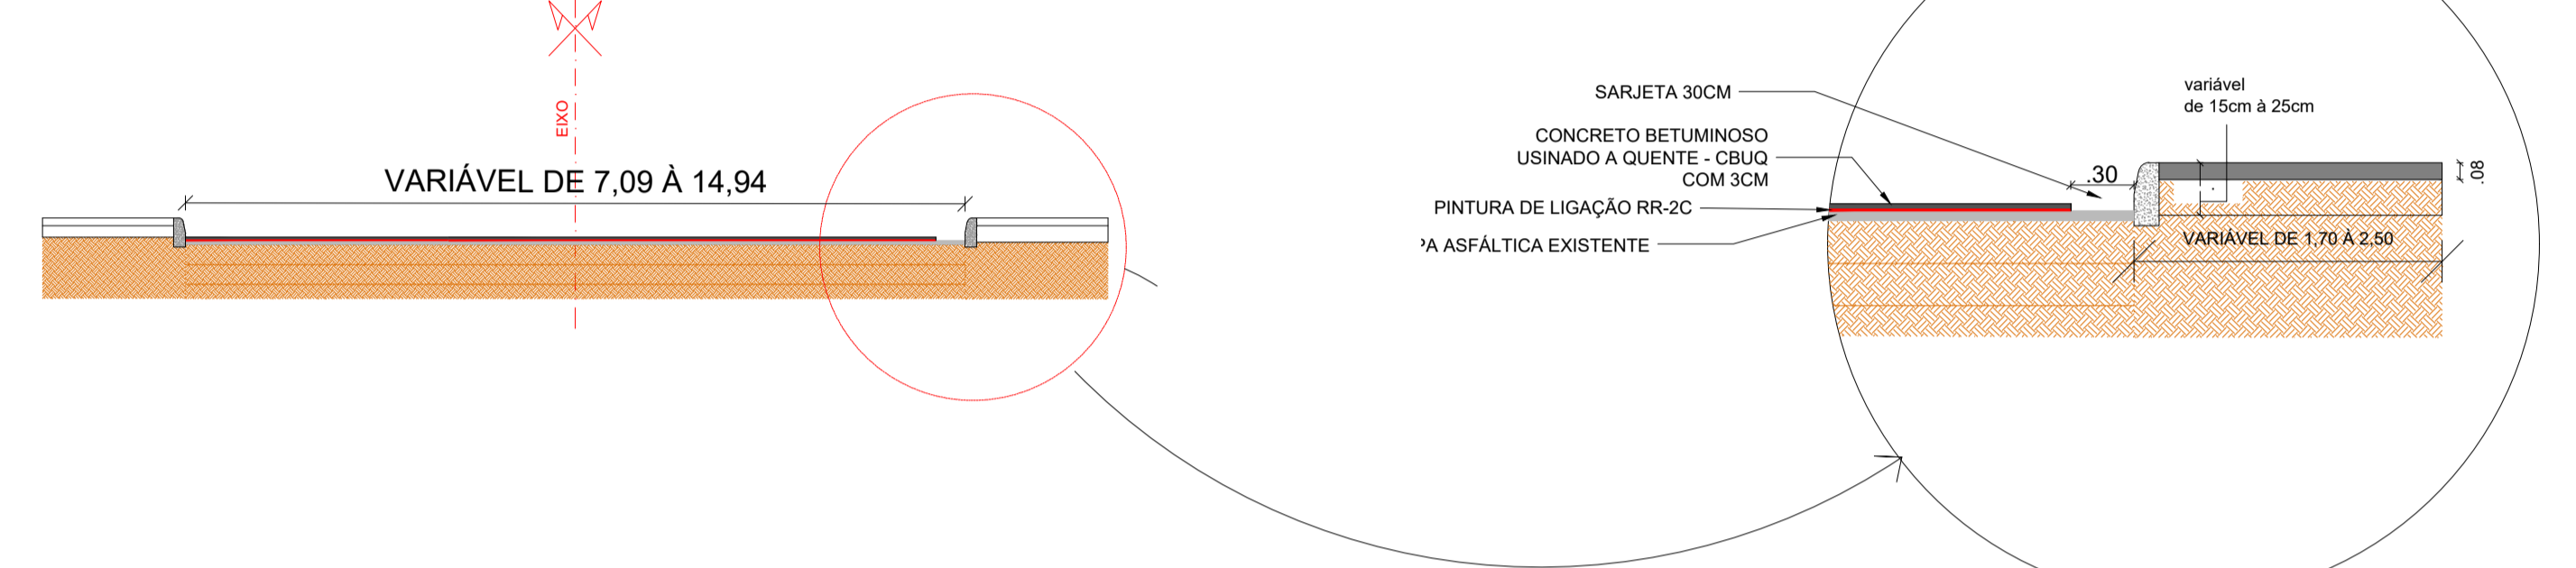 EIXO
VARIÁVEL DE 7,09 À 14,94
SARJETA 30CM
CONCRETO BETUMINOSO
USINADO A QUENTE - CBUQ
COM 3CM
PINTURA DE LIGAÇÃO RR-2C
ASFÁLTICA EXISTENTE
variável
de 15cm à 25cm
.30
.08
VARIÁVEL DE 1,70 À 2,50